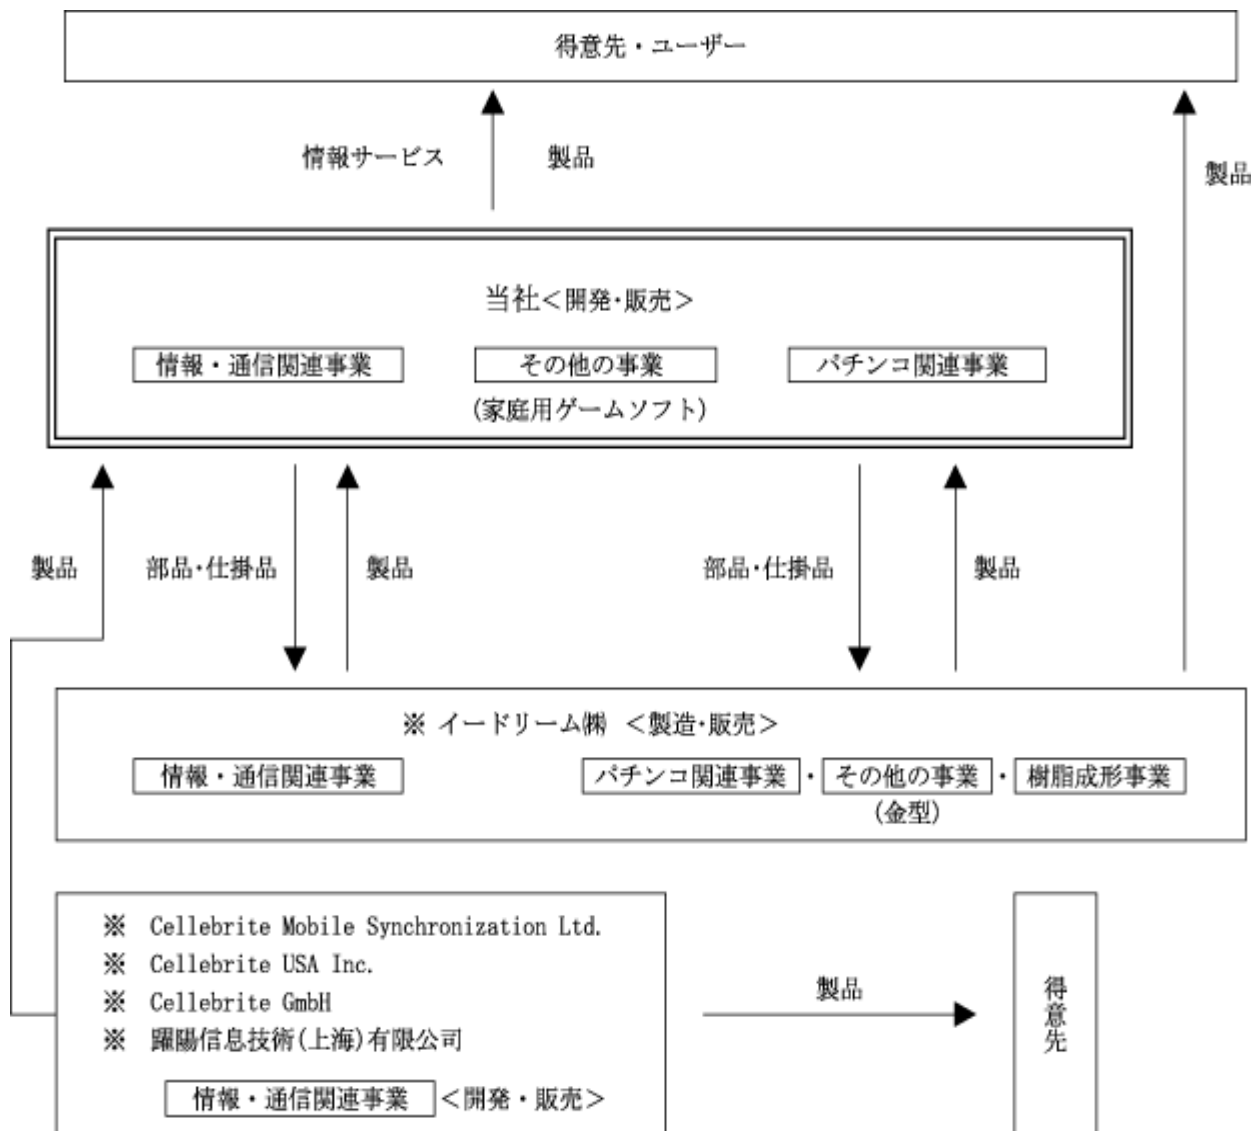 得意先・ユーザー
情報サービス 製品
製品
当社＜開発・販売＞
情報・通信関連事業 その他の事業 パチンコ関連事業
(家庭用ゲームソフト)
製品 部品・仕掛品 製品 部品・仕掛品 製品
※ イードリーム㈱ ＜製造・販売＞
情報・通信関連事業 パチンコ関連事業・その他の事業・樹脂成形事業
(金型)
※ Cellebrite Mobile Synchronization Ltd.
※ Cellebrite USA Inc.
※ Cellebrite GmbH
※ 躍陽信息技術(上海)有限公司
情報・通信関連事業＜開発・販売＞
製品
得意先